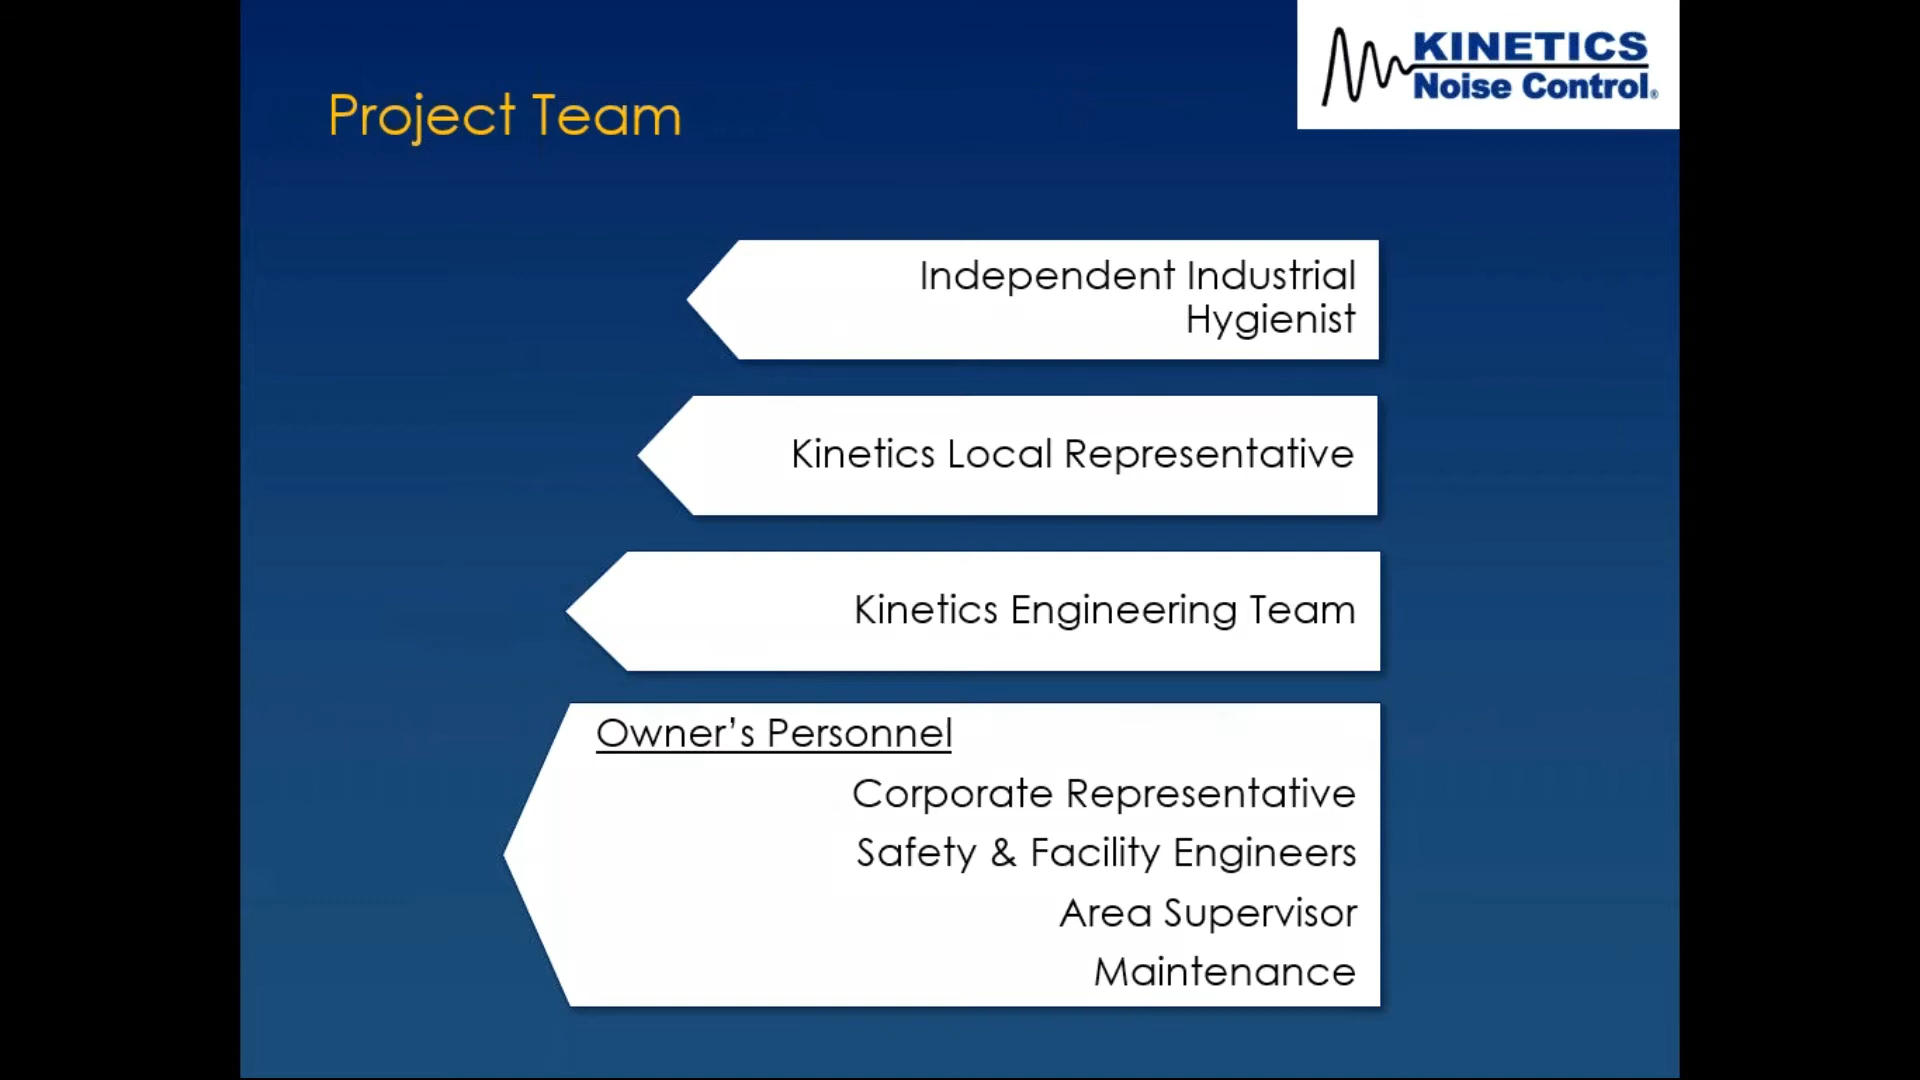 KINETICS
Noise Control®
Project Team
Independent Industrial
Hygienist
Kinetics Local Representative
Kinetics Engineering Team
Owner’s Personnel
Corporate Representative
Safety & Facility Engineers
Area Supervisor
Maintenance